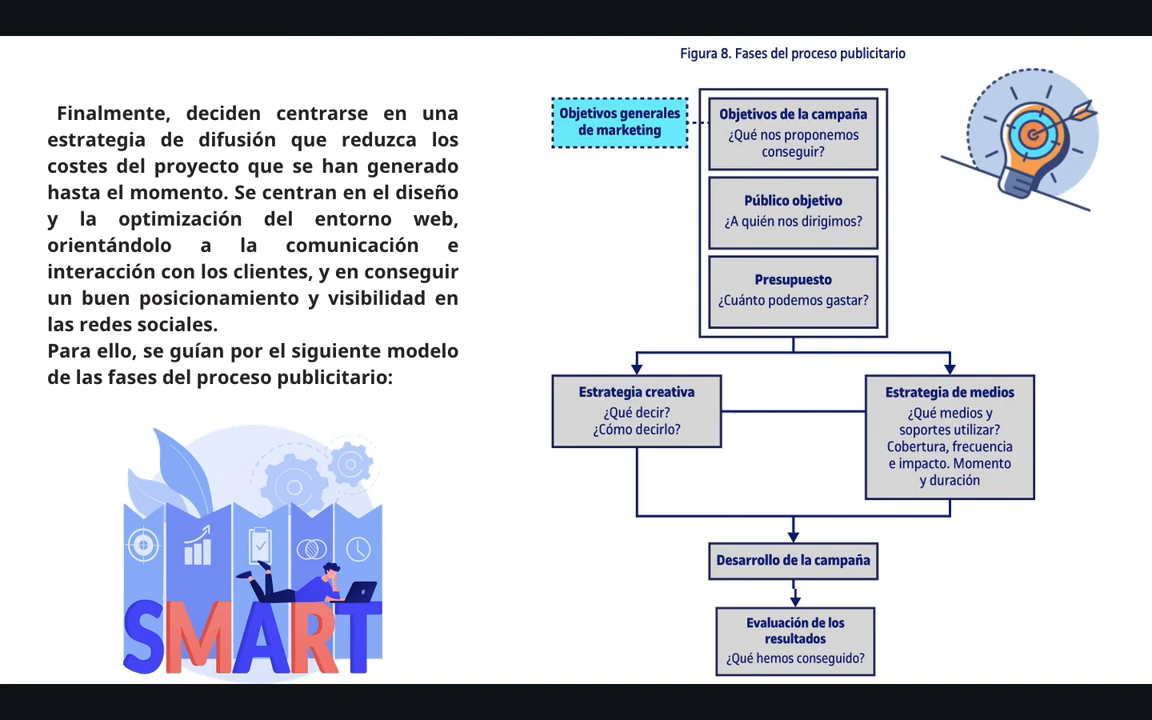 Finalmente, deciden centrarse en una
estrategia de difusión que reduzca los
costes del proyecto que se han generado
hasta el momento. Se centran en el diseño
y la optimización del entorno web,
orientándolo a la comunicación e
interacción con los clientes, y en conseguir
un buen posicionamiento y visibilidad en
las redes sociales.
Para ello, se guían por el siguiente modelo
de las fases del proceso publicitario:
SMART
Figura 8. Fases del proceso publicitario
Objetivos generales
de marketing
Objetivos de la campaña
¿Qué nos proponemos
conseguir?
Público objetivo
¿A quién nos dirigimos?
Presupuesto
¿Cuánto podemos gastar?
Estrategia creativa
¿Qué decir?
¿Cómo decirlo?
Estrategia de medios
¿Qué medios y
soportes utilizar?
Cobertura, frecuencia
e impacto. Momento
y duración
Desarrollo de la campaña
Evaluación de los
resultados
¿Qué hemos conseguido?